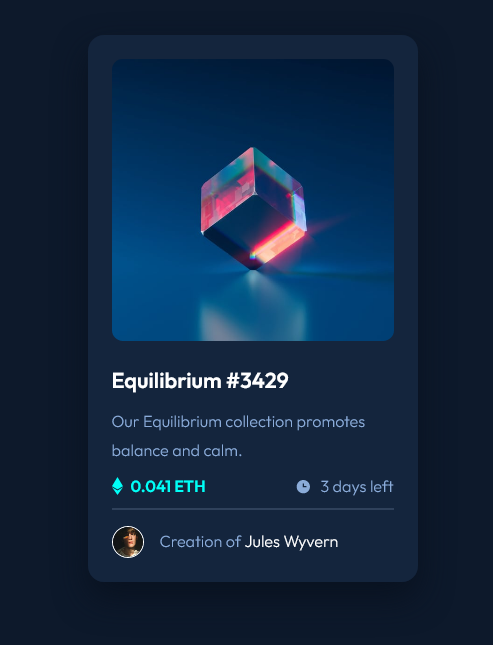 Equilibrium #3429
Our Equilibrium collection promotes
balance and calm.
0.041 ETH 3 days left
Creation of Jules Wyvern